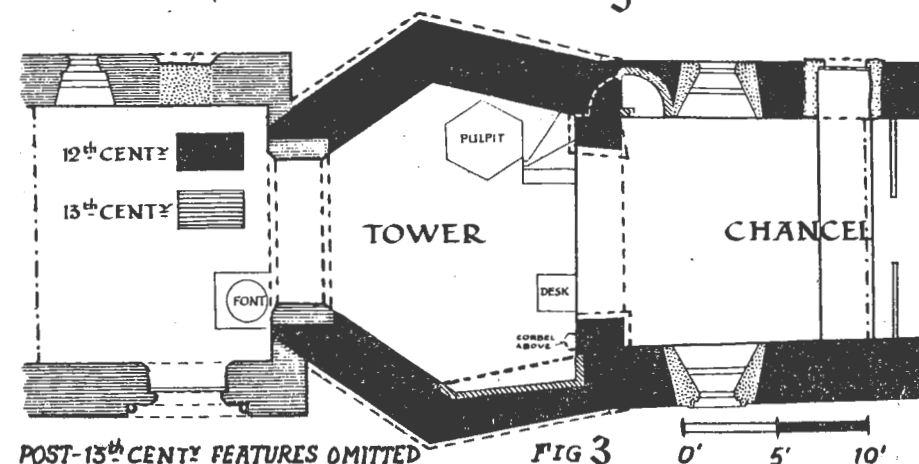 PULPIT
12th CENTY
13th CENTY
TOWER
CHANCEL
FONT
DESK
CORBEL
ABOVE
POST-13th CENTY FEATURES OMITTED
FIG 3
0' 5' 10'